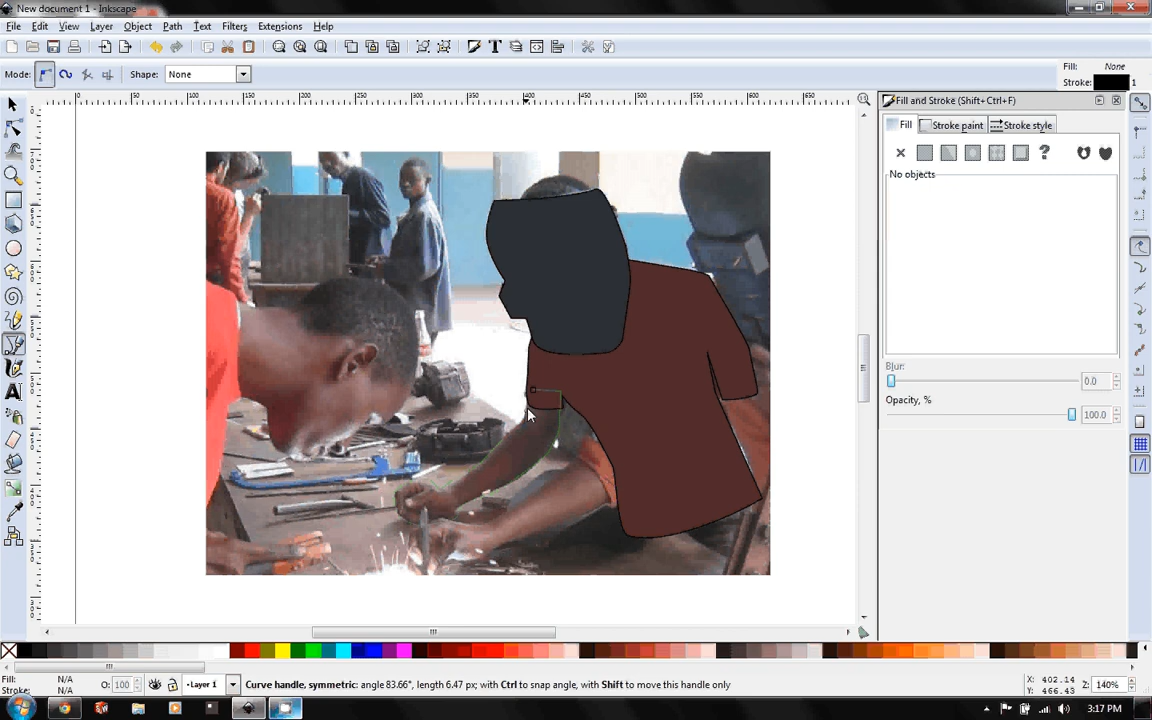 New document 1 - Inkscape
File Edit View Layer Object Path Text Filters Extensions Help
Mode: Shape: None
Fill: None
Stroke: 1
Fill and Stroke (Shift+Ctrl+F)
Fill Stroke paint Stroke style
No objects
Blur:
0.0
Opacity, %
100.0
Fill: N/A
Stroke: N/A
O: 100
Layer 1
Curve handle, symmetric: angle 83.66°, length 6.47 px; with Ctrl to snap angle, with Shift to move this handle only
X: 402.14
Y: 466.43
Z: 140%
3:17 PM